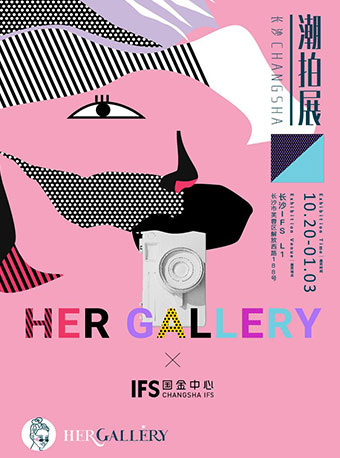 潮拍展
长沙 CHANGSHA
Exhibition Time
10.20-01.03
Exhibition Venue
长沙IFS L1
长沙市芙蓉区解放西路188号
HER GALLERY
×
IFS 国金中心
CHANGSHA IFS
HERGALLERY